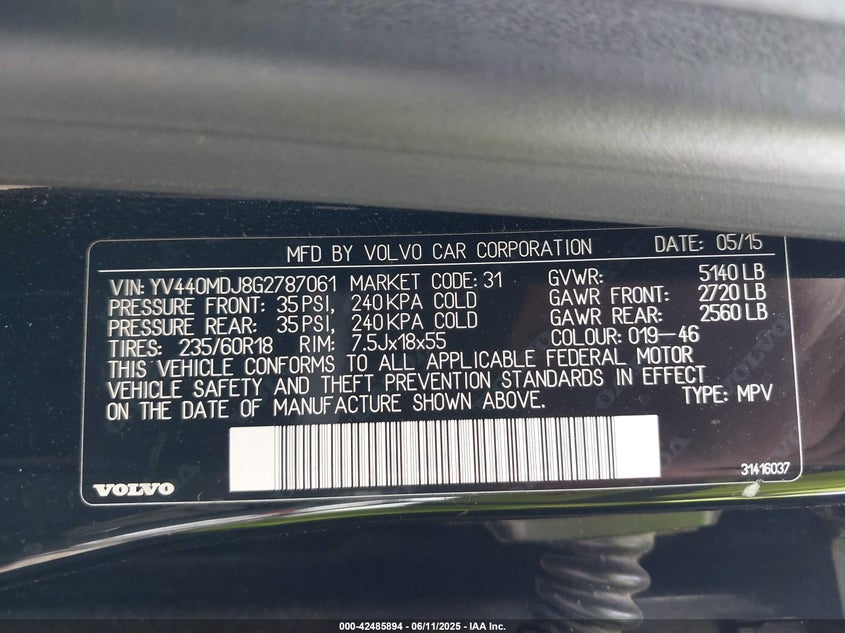 MFD BY VOLVO CAR CORPORATION DATE: 05/15
VIN: YV440MDJ8G2787061 MARKET CODE: 31 GVWR: 5140 LB
PRESSURE FRONT: 35 PSI, 240 KPA COLD GAWR FRONT: 2720 LB
PRESSURE REAR: 35 PSI, 240 KPA COLD GAWR REAR: 2560 LB
TIRES: 235/60R18 RIM: 7.5Jx18x55 COLOUR: 019-46
THIS VEHICLE CONFORMS TO ALL APPLICABLE FEDERAL MOTOR
VEHICLE SAFETY AND THEFT PREVENTION STANDARDS IN EFFECT
ON THE DATE OF MANUFACTURE SHOWN ABOVE. TYPE: MPV
31416037
VOLVO
000-42485894 - 06/11/2025 - IAA Inc.